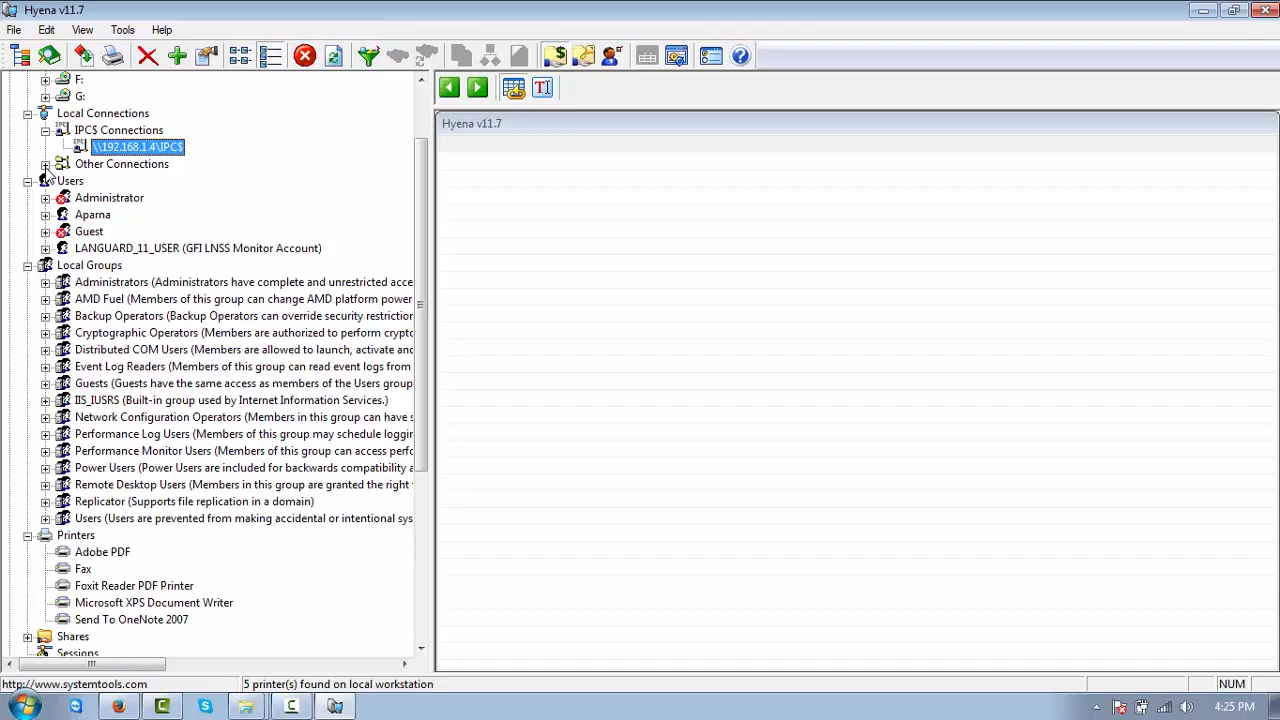 Hyena v11.7
File Edit View Tools Help
F:
G:
Local Connections
IPC$ Connections
\\192.168.1.4\IPC$
Other Connections
Users
Administrator
Aparna
Guest
LANGUARD_11_USER (GFI LNSS Monitor Account)
Local Groups
Administrators (Administrators have complete and unrestricted acce
AMD Fuel (Members of this group can change AMD platform power
Backup Operators (Backup Operators can override security restriction
Cryptographic Operators (Members are authorized to perform crypto
Distributed COM Users (Members are allowed to launch, activate and
Event Log Readers (Members of this group can read event logs from
Guests (Guests have the same access as members of the Users group
IIS_IUSRS (Built-in group used by Internet Information Services.)
Network Configuration Operators (Members in this group can have s
Performance Log Users (Members of this group may schedule loggin
Performance Monitor Users (Members of this group can access perfo
Power Users (Power Users are included for backwards compatibility a
Remote Desktop Users (Members in this group are granted the right
Replicator (Supports file replication in a domain)
Users (Users are prevented from making accidental or intentional sys
Printers
Adobe PDF
Fax
Foxit Reader PDF Printer
Microsoft XPS Document Writer
Send To OneNote 2007
Shares
Sessions
Hyena v11.7
http://www.systemtools.com
5 printer(s) found on local workstation
NUM
4:25 PM